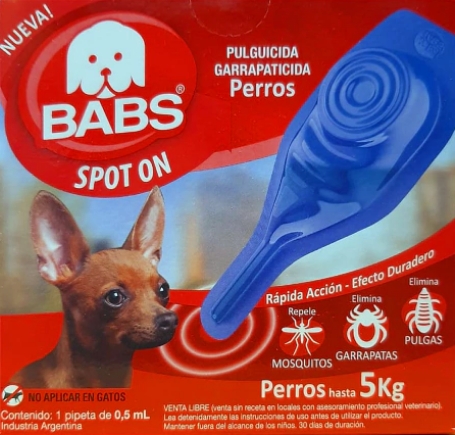 NUEVA!
BABS®
SPOT ON
PULGUICIDA
GARRAPATICIDA
Perros
Rápida Acción - Efecto Duradero
Repele
MOSQUITOS
Elimina
GARRAPATAS
Elimina
PULGAS
Perros hasta 5Kg
NO APLICAR EN GATOS
Contenido: 1 pipeta de 0,5 mL
Industria Argentina
VENTA LIBRE (venta sin receta en locales con asesoramiento profesional veterinario).
Lea detenidamente las instrucciones de uso antes de utilizar el producto.
Mantener fuera del alcance de los niños. 30 días de duración.